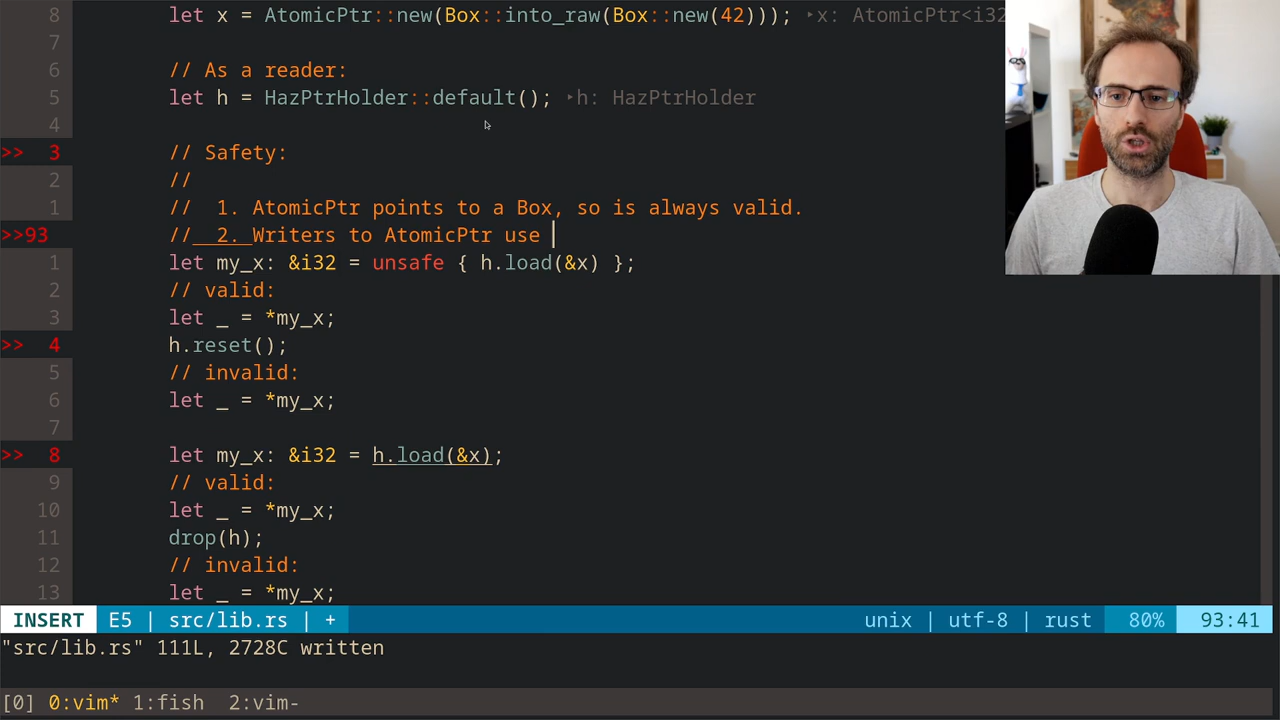 8 let x = AtomicPtr::new(Box::into_raw(Box::new(42))); ‣x: AtomicPtr<i32
7
6 // As a reader:
5 let h = HazPtrHolder::default(); ‣h: HazPtrHolder
4
>> 3 // Safety:
2 //
1 //  1. AtomicPtr points to a Box, so is always valid.
>>93 //  2. Writers to AtomicPtr use
1 let my_x: &i32 = unsafe { h.load(&x) };
2 // valid:
3 let _ = *my_x;
>> 4 h.reset();
5 // invalid:
6 let _ = *my_x;
7
>> 8 let my_x: &i32 = h.load(&x);
9 // valid:
10 let _ = *my_x;
11 drop(h);
12 // invalid:
13 let _ = *my_x;
INSERT E5 | src/lib.rs | + unix | utf-8 | rust 80% 93:41
"src/lib.rs" 111L, 2728C written
[0] 0:vim* 1:fish 2:vim-